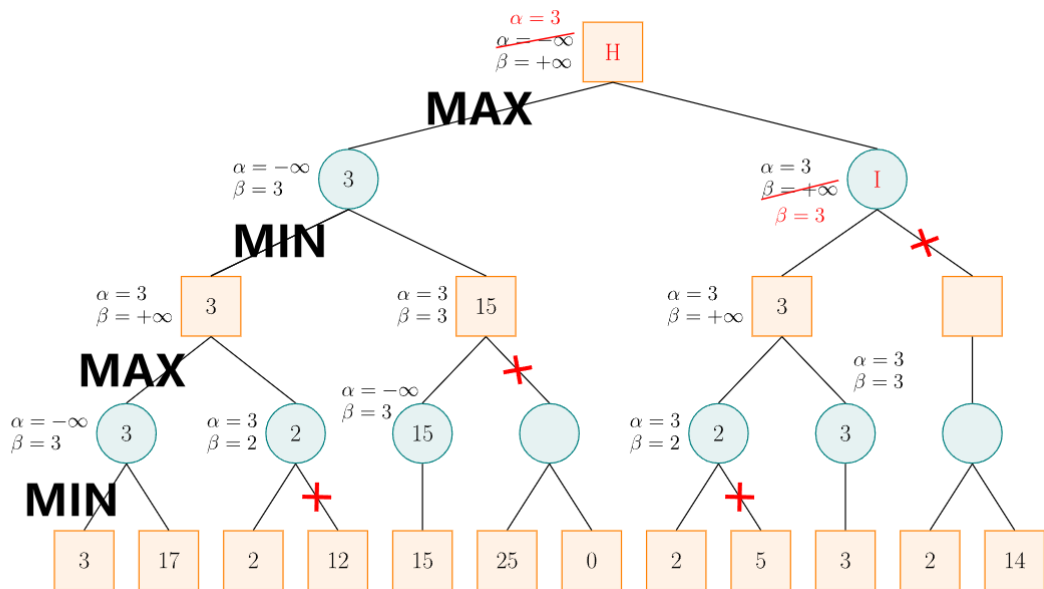 α = 3
α = −∞
β = +∞
H
MAX
α = −∞
β = 3
3
α = 3
β = +∞
β = 3
I
MIN
α = 3
β = +∞
3
α = 3
β = 3
15
α = 3
β = +∞
3
MAX
α = 3
β = 3
α = −∞
β = 3
3
α = 3
β = 2
2
α = −∞
β = 3
15
α = 3
β = 2
2
3
MIN
3 17 2 12 15 25 0 2 5 3 2 14